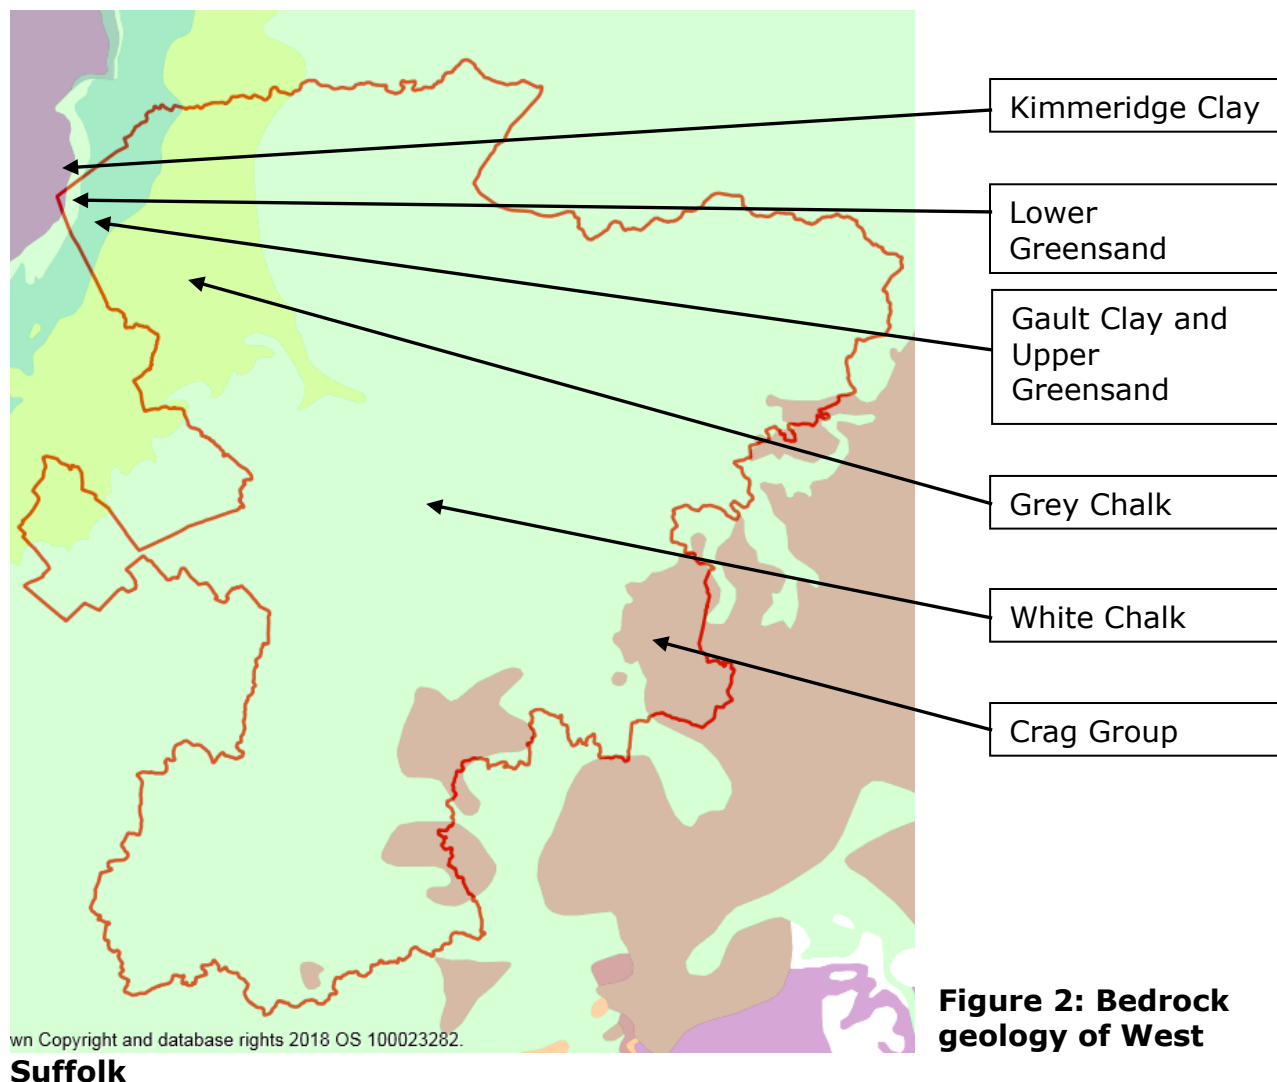 Kimmeridge Clay
Lower
Greensand
Gault Clay and
Upper
Greensand
Grey Chalk
White Chalk
Crag Group
wn Copyright and database rights 2018 OS 100023282.
Figure 2: Bedrock
geology of West
Suffolk